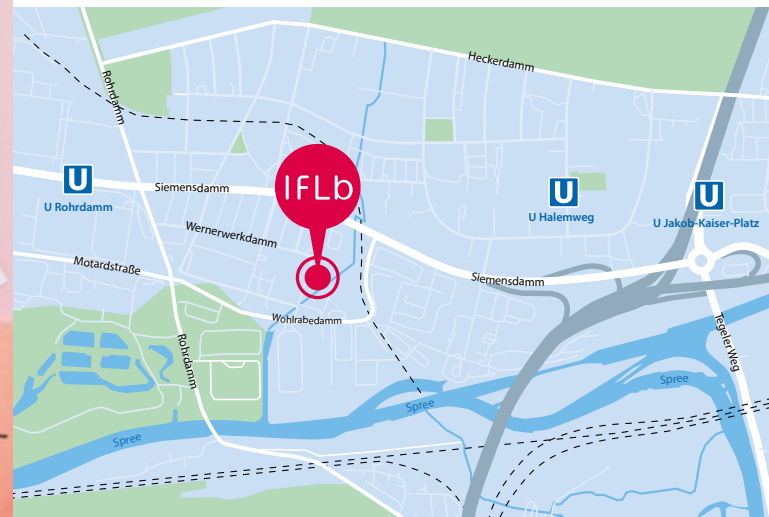 Heckerdamm
Rohrdamm
IFLb
U
U Rohrdamm
Siemensdamm
U
U Halemweg
U
U Jakob-Kaiser-Platz
Wernerwerkdamm
Motardstraße
Siemensdamm
Wohlrabedamm
Rohrdamm
Tegeler Weg
Spree
Spree
Spree